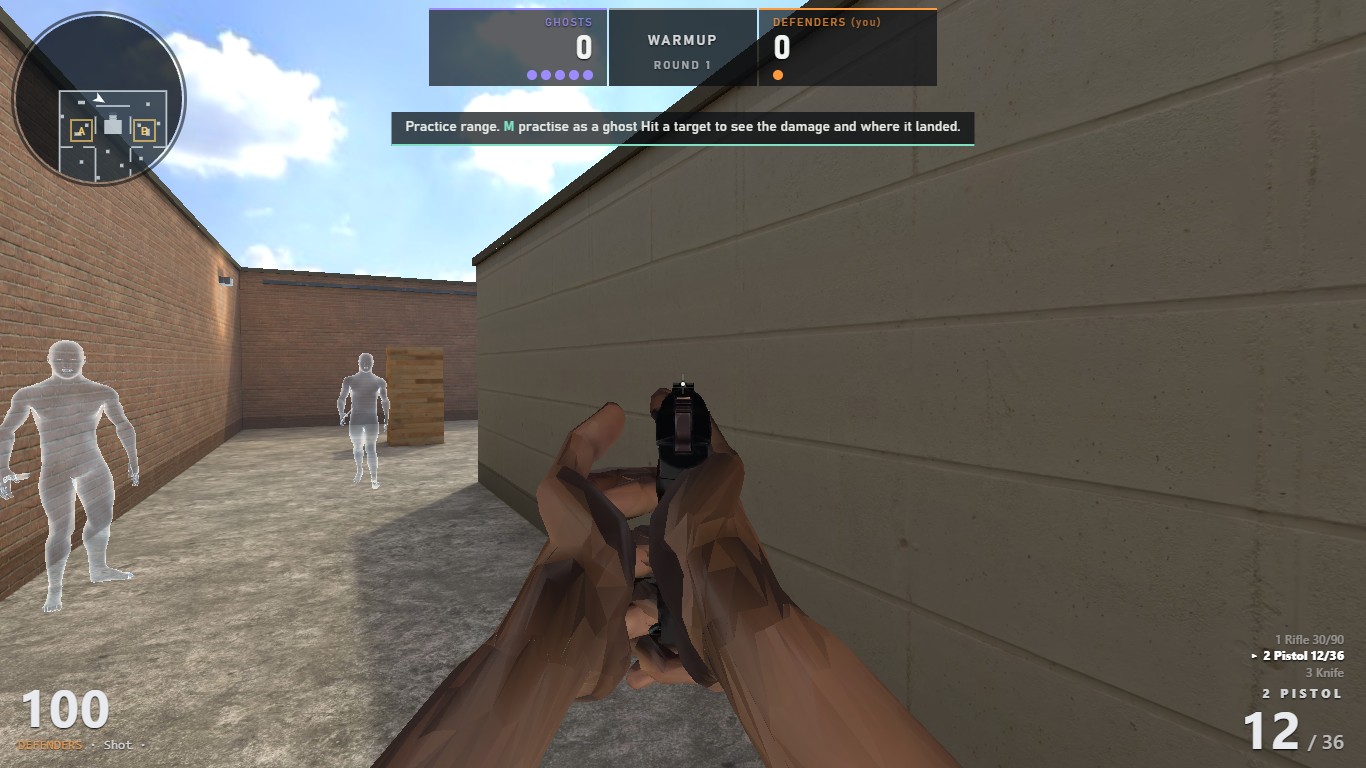 GHOSTS
0
WARMUP
ROUND 1
DEFENDERS (you)
0
A
B
Practice range. M practise as a ghost Hit a target to see the damage and where it landed.
1 Rifle 30/90
▸ 2 Pistol 12/36
3 Knife
2 PISTOL
12 / 36
100
DEFENDERS · Shot ·